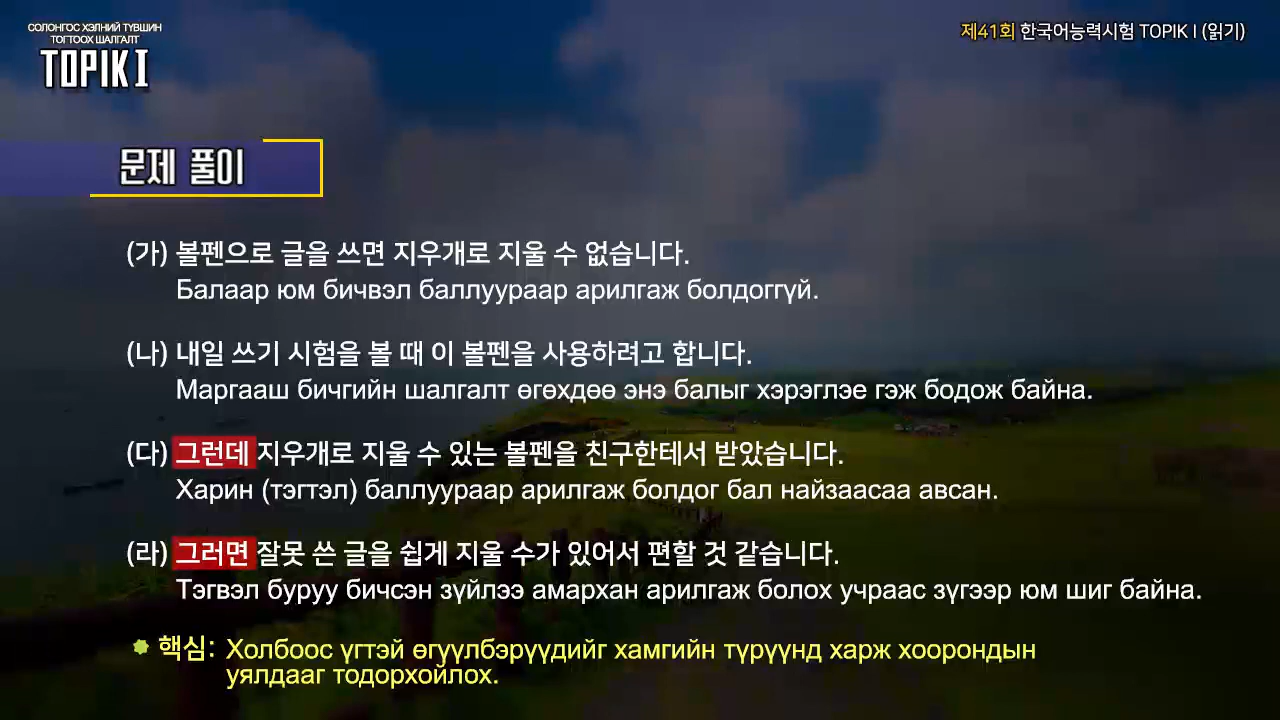 СОЛОНГОС ХЭЛНИЙ ТҮВШИН
ТОГТООХ ШАЛГАЛТ
TOPIK I
제41회 한국어능력시험 TOPIK I (읽기)
문제 풀이
(가) 볼펜으로 글을 쓰면 지우개로 지울 수 없습니다.
Балаар юм бичвэл баллуураар арилгаж болдоггүй.
(나) 내일 쓰기 시험을 볼 때 이 볼펜을 사용하려고 합니다.
Маргааш бичгийн шалгалт өгөхдөө энэ балыг хэрэглэе гэж бодож байна.
(다) 그런데 지우개로 지울 수 있는 볼펜을 친구한테서 받았습니다.
Харин (тэгтэл) баллуураар арилгаж болдог бал найзаасаа авсан.
(라) 그러면 잘못 쓴 글을 쉽게 지울 수가 있어서 편할 것 같습니다.
Тэгвэл буруу бичсэн зүйлээ амархан арилгаж болох учраас зүгээр юм шиг байна.
핵심: Холбоос үгтэй өгүүлбэрүүдийг хамгийн түрүүнд харж хоорондын
уялдааг тодорхойлох.